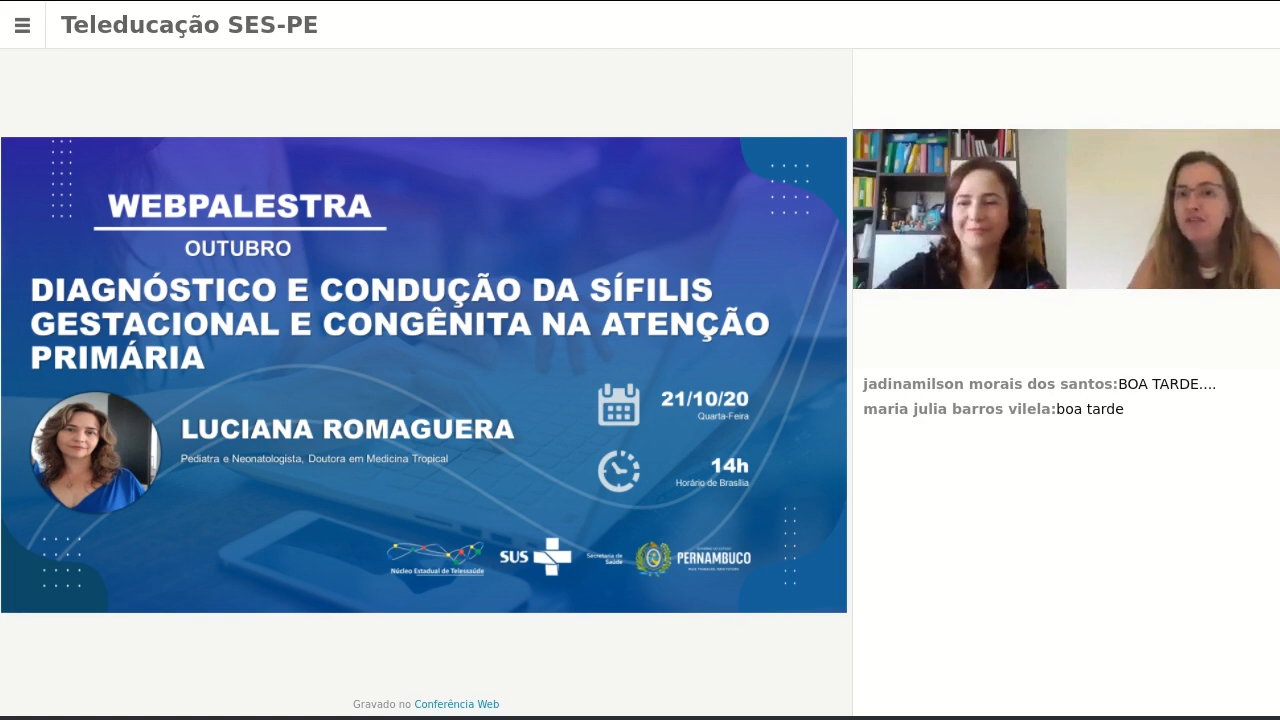 Teleducação SES-PE
WEBPALESTRA
OUTUBRO
DIAGNÓSTICO E CONDUÇÃO DA SÍFILIS
GESTACIONAL E CONGÊNITA NA ATENÇÃO
PRIMÁRIA
LUCIANA ROMAGUERA
Pediatra e Neonatologista, Doutora em Medicina Tropical
21/10/20
Quarta-Feira
14h
Horário de Brasília
Núcleo Estadual de Telessaúde
SUS
Secretaria de
Saúde
PERNAMBUCO
jadinamilson morais dos santos:BOA TARDE....
maria julia barros vilela:boa tarde
Gravado no Conferência Web